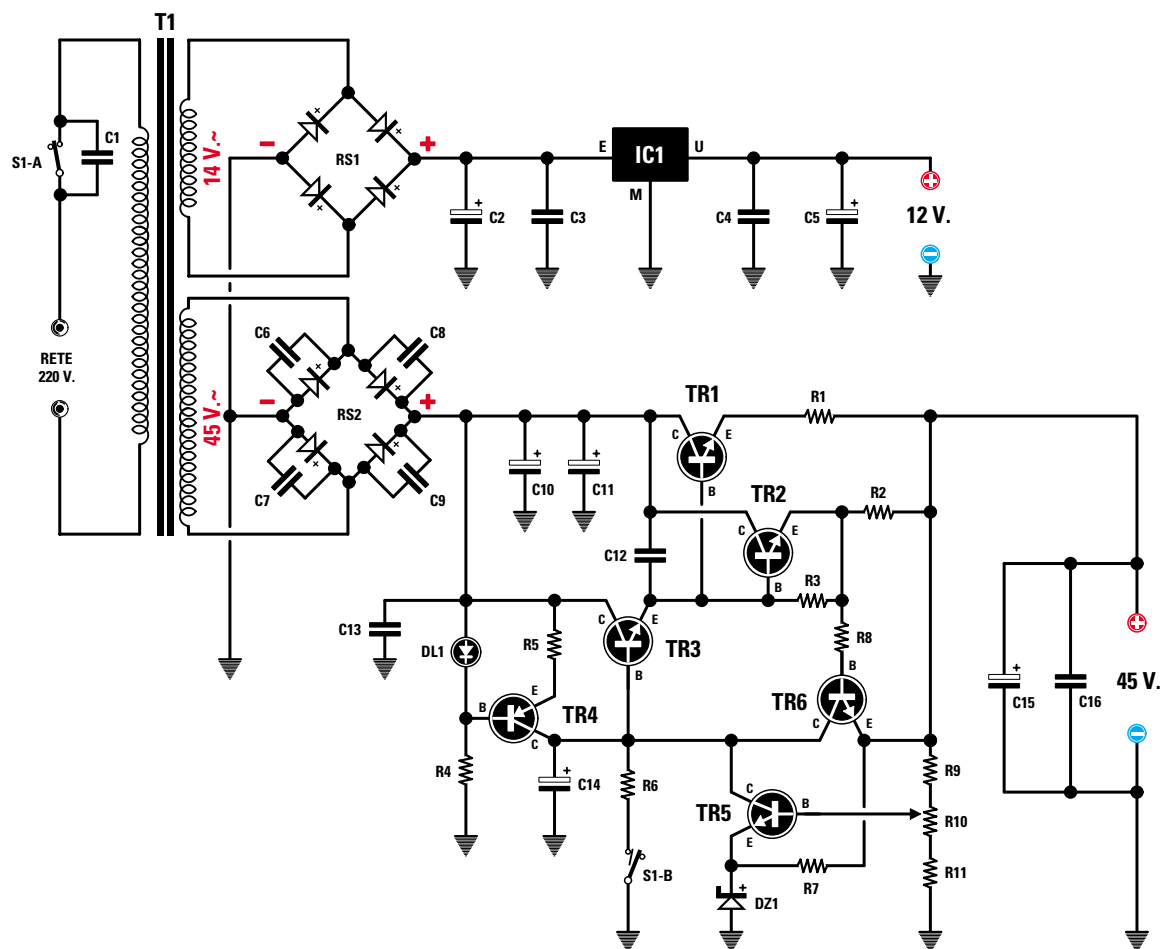 T1
C1
S1-A
RETE
220 V.
14 V.~
−
RS1
+
C2
+
C3
E
IC1
U
M
C4
C5
+
12 V.
+
−
45 V.~
C6
C8
−
RS2
+
C7
C9
C10
+
C11
+
TR1
C
E
B
R1
TR2
C
E
B
R2
C12
R3
C13
DL1
R5
C
E
B
TR3
R8
B
TR6
C
E
B
E
C
TR4
R4
C14
+
R6
S1-B
TR5
C
B
E
R7
DZ1
+
R9
R10
R11
C15
+
C16
+
45 V.
−